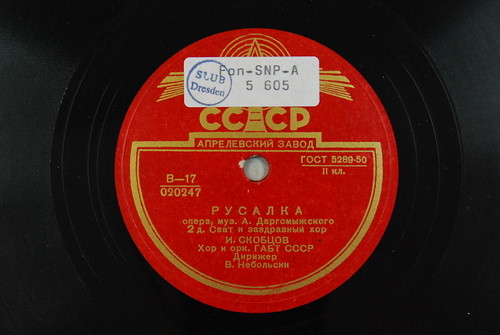 Fon-SNP-A
5 605
SLUB
Dresden
СССР
АПРЕЛЕВСКИЙ ЗАВОД
ГОСТ 5289-50
II кл.
В—17
020247
РУСАЛКА
опера, муз. А. Даргомыжского
2 д. Сват и заздравный хор
И. СКОБЦОВ
Хор и орк. ГАБТ СССР
Дирижер
В. Небольсин